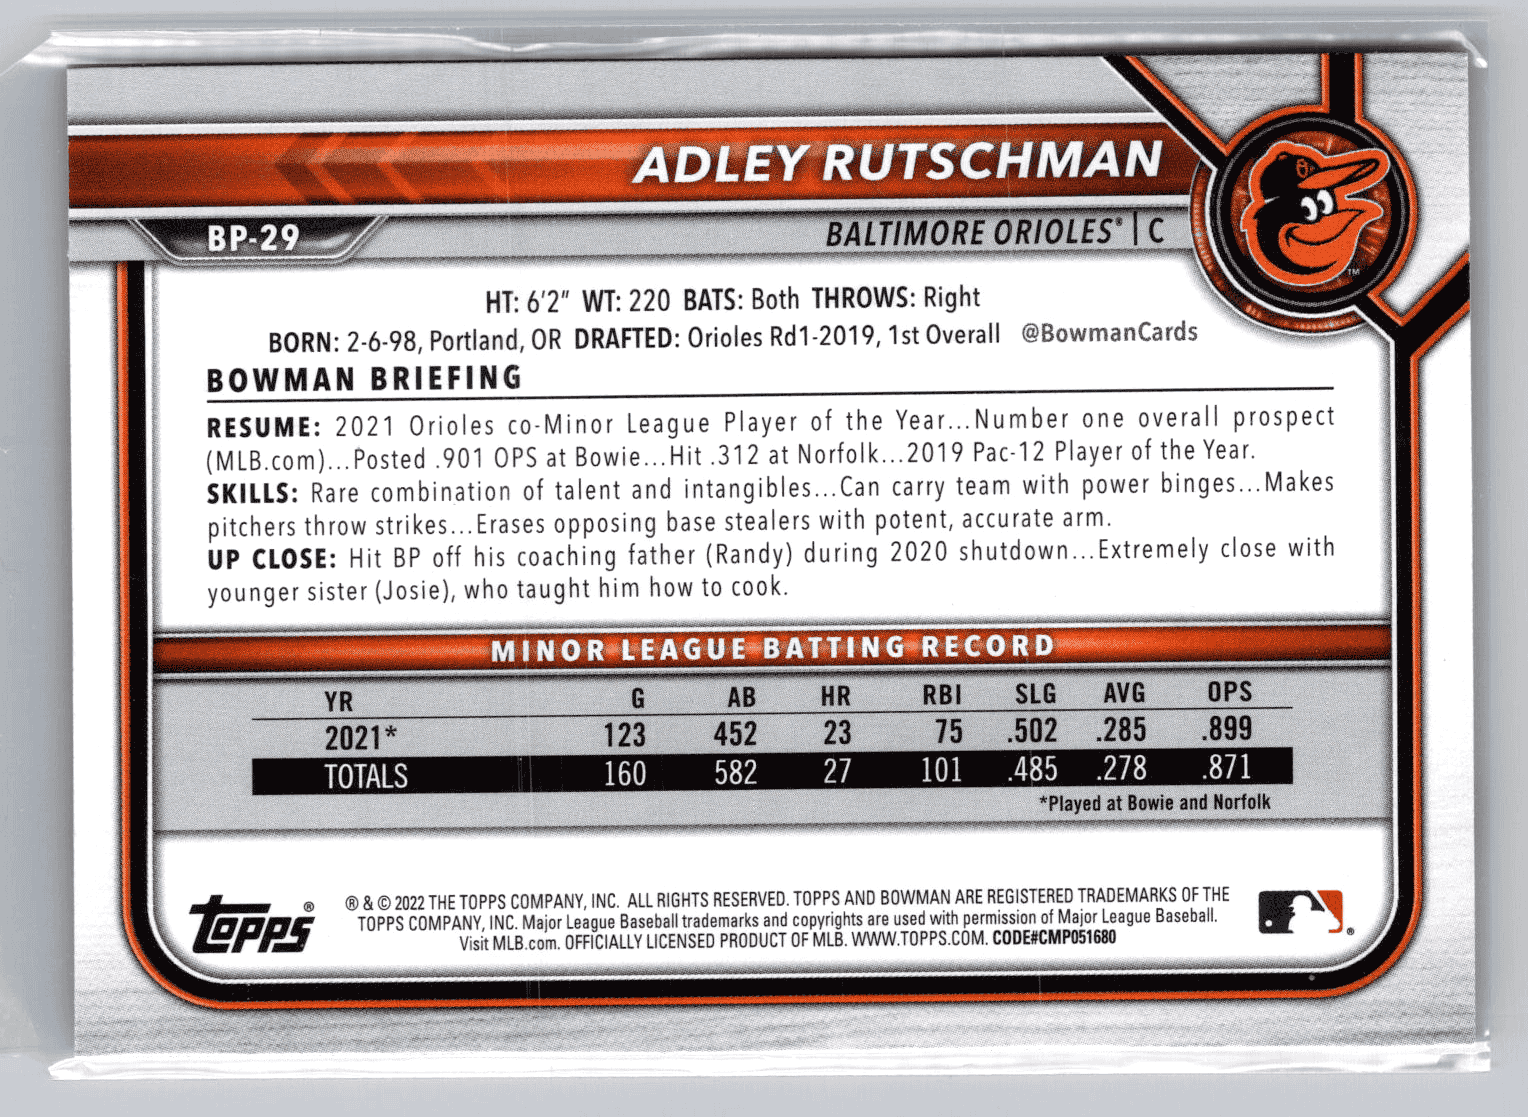 ADLEY RUTSCHMAN
BP-29
BALTIMORE ORIOLES® | C
™
HT: 6'2" WT: 220 BATS: Both THROWS: Right
BORN: 2-6-98, Portland, OR DRAFTED: Orioles Rd1-2019, 1st Overall @BowmanCards
BOWMAN BRIEFING
RESUME: 2021 Orioles co-Minor League Player of the Year...Number one overall prospect
(MLB.com)...Posted .901 OPS at Bowie...Hit .312 at Norfolk...2019 Pac-12 Player of the Year.
SKILLS: Rare combination of talent and intangibles...Can carry team with power binges...Makes
pitchers throw strikes...Erases opposing base stealers with potent, accurate arm.
UP CLOSE: Hit BP off his coaching father (Randy) during 2020 shutdown...Extremely close with
younger sister (Josie), who taught him how to cook.
MINOR LEAGUE BATTING RECORD
YR G AB HR RBI SLG AVG OPS
2021* 123 452 23 75 .502 .285 .899
TOTALS 160 582 27 101 .485 .278 .871
*Played at Bowie and Norfolk
topps®
® & © 2022 THE TOPPS COMPANY, INC. ALL RIGHTS RESERVED. TOPPS AND BOWMAN ARE REGISTERED TRADEMARKS OF THE
TOPPS COMPANY, INC. Major League Baseball trademarks and copyrights are used with permission of Major League Baseball.
Visit MLB.com. OFFICIALLY LICENSED PRODUCT OF MLB. WWW.TOPPS.COM. CODE#CMP051680
®